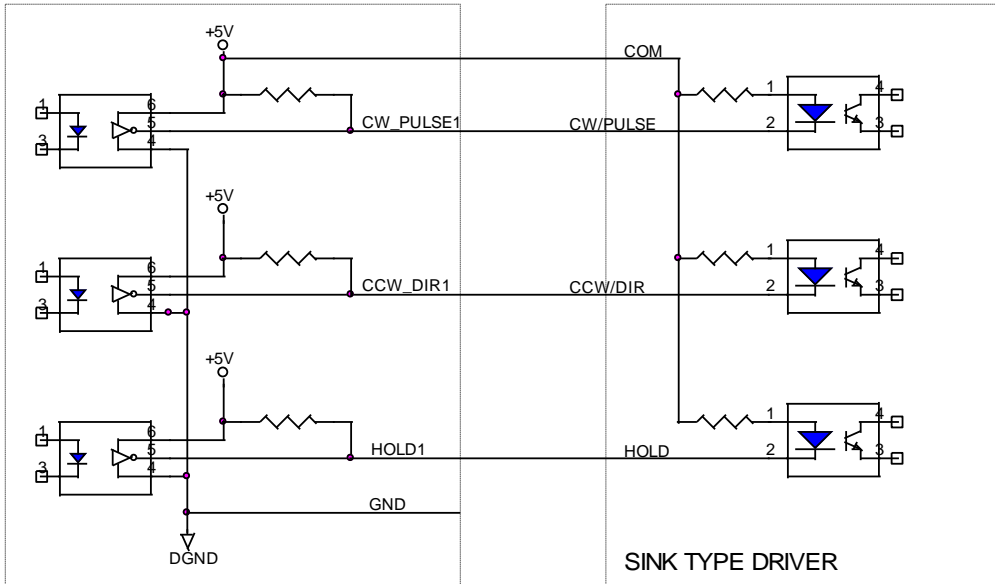 +5V
COM
1 6 1 4
5 CW_PULSE1 CW/PULSE 2 3
3 4
+5V
1 6 1 4
5 CCW_DIR1 CCW/DIR 2 3
3 4
+5V
1 6 1 4
5 HOLD1 HOLD 2 3
3 4
GND
DGND
SINK TYPE DRIVER